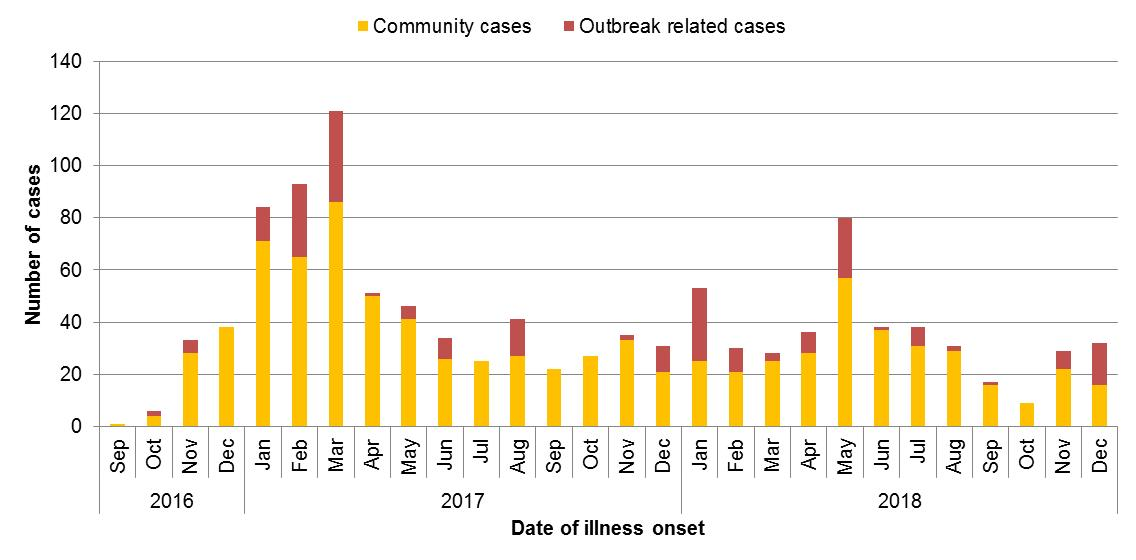 Community cases Outbreak related cases
140
120
100
80
60
40
20
0
Number of cases
Sep Oct Nov Dec Jan Feb Mar Apr May Jun Jul Aug Sep Oct Nov Dec Jan Feb Mar Apr May Jun Jul Aug Sep Oct Nov Dec
2016 2017 2018
Date of illness onset